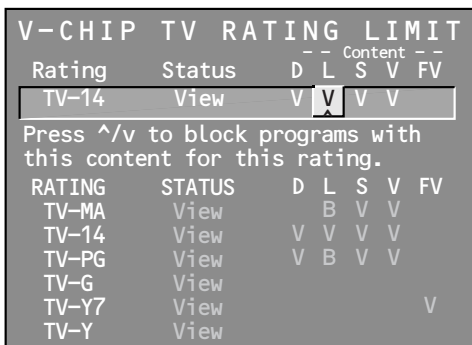 V-CHIP TV RATING LIMIT
– – Content – –
Rating Status D L S V FV
TV-14 View V V V V
Press ^/v to block programs with
this content for this rating.
RATING STATUS D L S V FV
TV-MA View B V V
TV-14 View V V V V
TV-PG View V B V V
TV-G View
TV-Y7 View V
TV-Y View